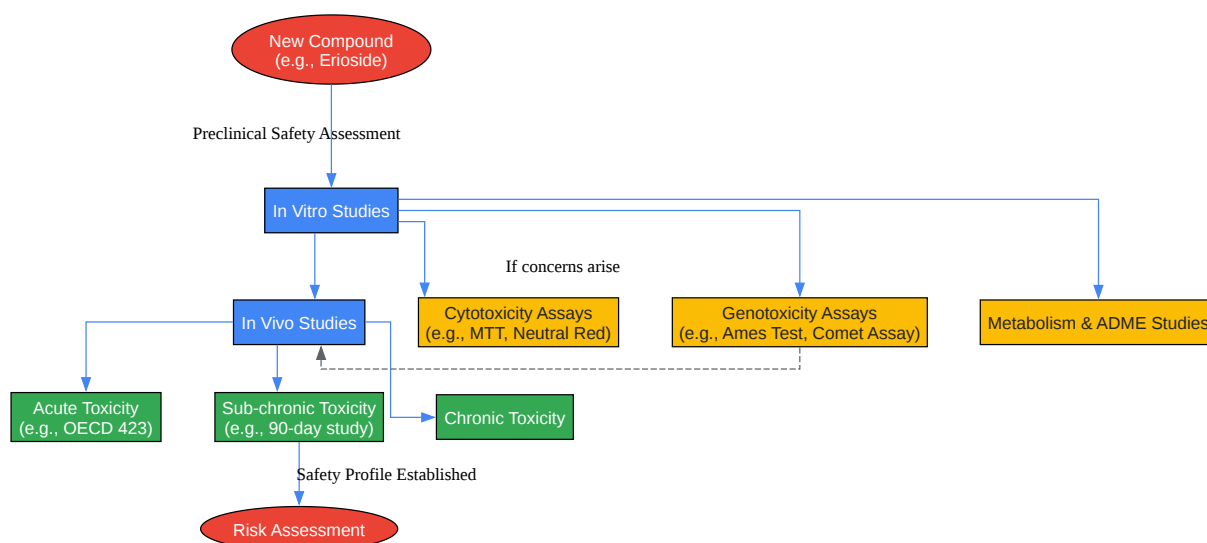 New Compound
(e.g., Erioside)
Preclinical Safety Assessment
In Vitro Studies
If concerns arise
In Vivo Studies
Cytotoxicity Assays
(e.g., MTT, Neutral Red)
Genotoxicity Assays
(e.g., Ames Test, Comet Assay)
Metabolism & ADME Studies
Acute Toxicity
(e.g., OECD 423)
Sub-chronic Toxicity
(e.g., 90-day study)
Chronic Toxicity
Safety Profile Established
Risk Assessment